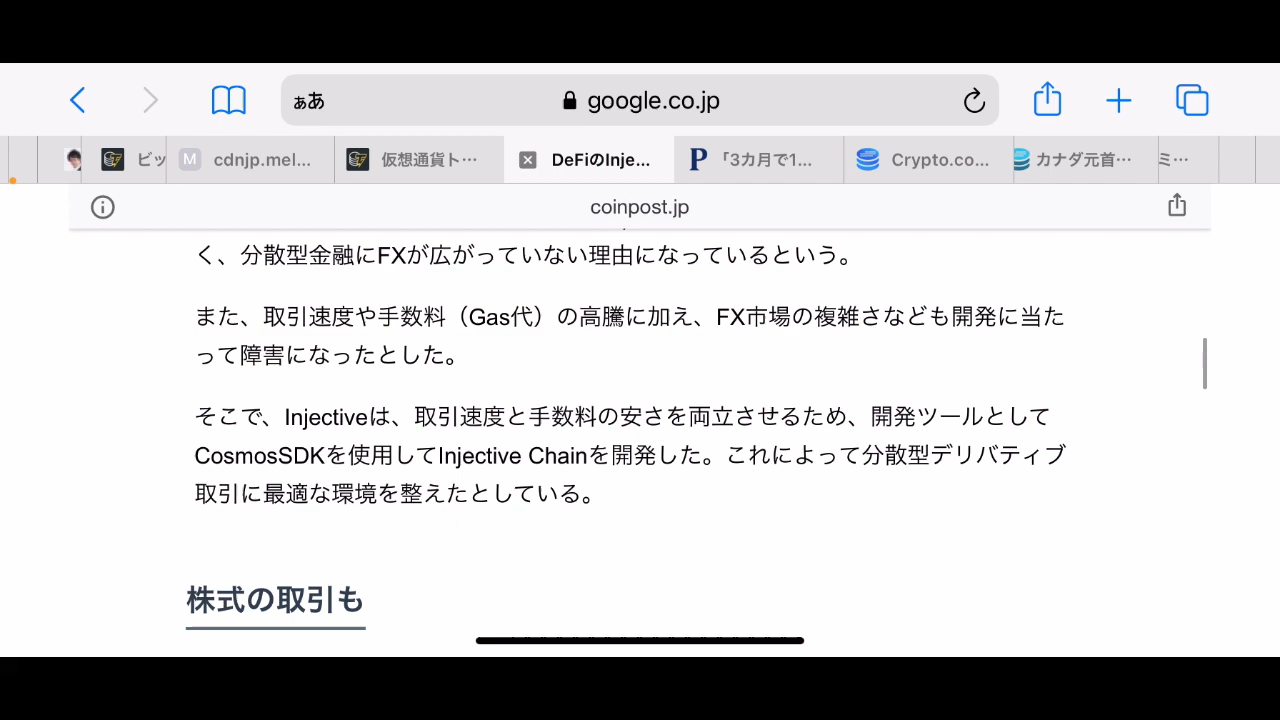 ぁあ
google.co.jp
ビッ
M
cdnjp.mel...
仮想通貨ト…
DeFiのInje...
P
「3カ月で1...
Crypto.co...
カナダ元首…
ミ…
coinpost.jp
く、分散型金融にFXが広がっていない理由になっているという。
また、取引速度や手数料（Gas代）の高騰に加え、FX市場の複雑さなども開発に当た
って障害になったとした。
そこで、Injectiveは、取引速度と手数料の安さを両立させるため、開発ツールとして
CosmosSDKを使用してInjective Chainを開発した。これによって分散型デリバティブ
取引に最適な環境を整えたとしている。
株式の取引も